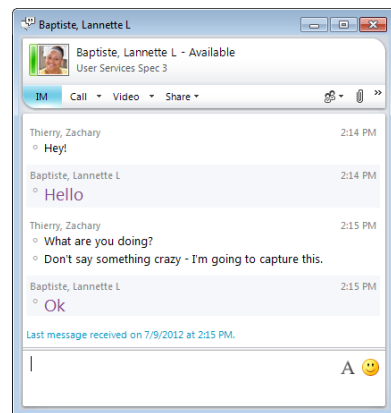 Baptiste, Lannette L
Baptiste, Lannette L - Available
User Services Spec 3
IM Call Video Share
Thierry, Zachary 2:14 PM
Hey!
Baptiste, Lannette L 2:14 PM
Hello
Thierry, Zachary 2:15 PM
What are you doing?
Don't say something crazy - I'm going to capture this.
Baptiste, Lannette L 2:15 PM
Ok
Last message received on 7/9/2012 at 2:15 PM.
A